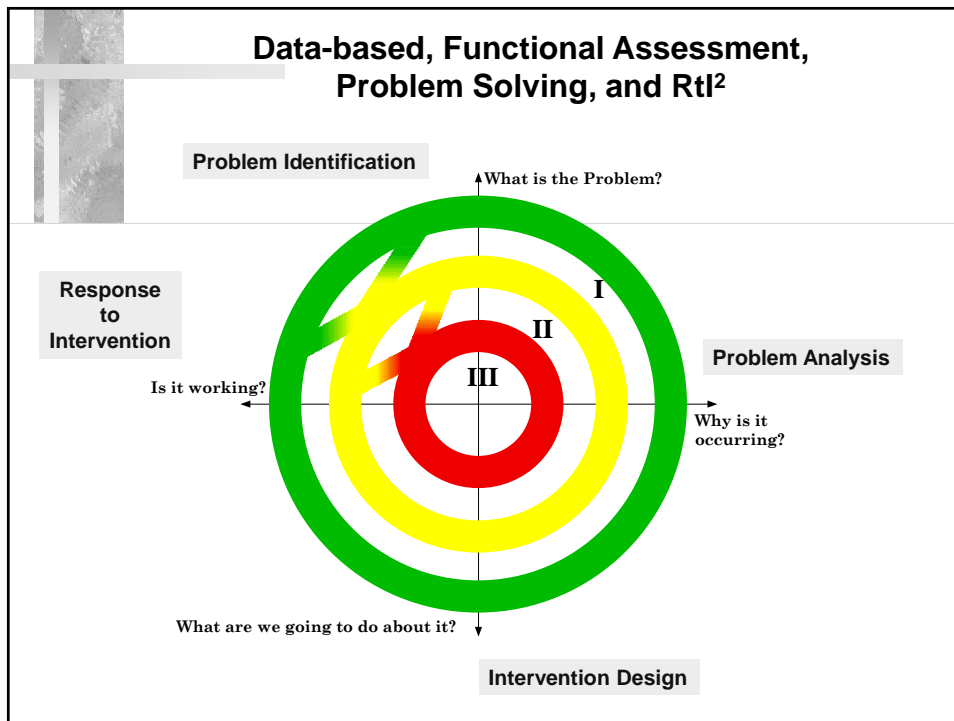 Data-based, Functional Assessment,
Problem Solving, and RtI²
Problem Identification
What is the Problem?
I
Response
to
Intervention
II
Problem Analysis
III
Is it working?
Why is it
occurring?
What are we going to do about it?
Intervention Design